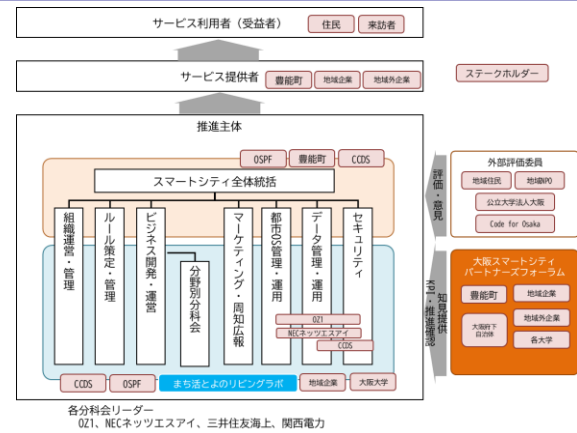 サービス利用者（受益者）
住民
来訪者
サービス提供者
豊能町
地域企業
地域外企業
ステークホルダー
推進主体
OSPF
豊能町
CCDS
スマートシティ全体統括
組織運営・管理
ルール策定・管理
ビジネス開発・運営
分野別分科会
マーケティング・周知広報
都市OS管理・運用
データ管理・運用
セキュリティ
OZ1
NECネッツエスアイ
CCDS
CCDS
OSPF
まち活とよのリビングラボ
地域企業
大阪大学
評価・意見
外部評価委員
地域住民
地域NPO
公立大学法人大阪
Code for Osaka
知見提供
KPI・推進確認
大阪スマートシティ
パートナーズフォーラム
豊能町
地域企業
大阪府下
自治体
地域外企業
各大学
各分科会リーダー
OZ1、NECネッツエスアイ、三井住友海上、関西電力